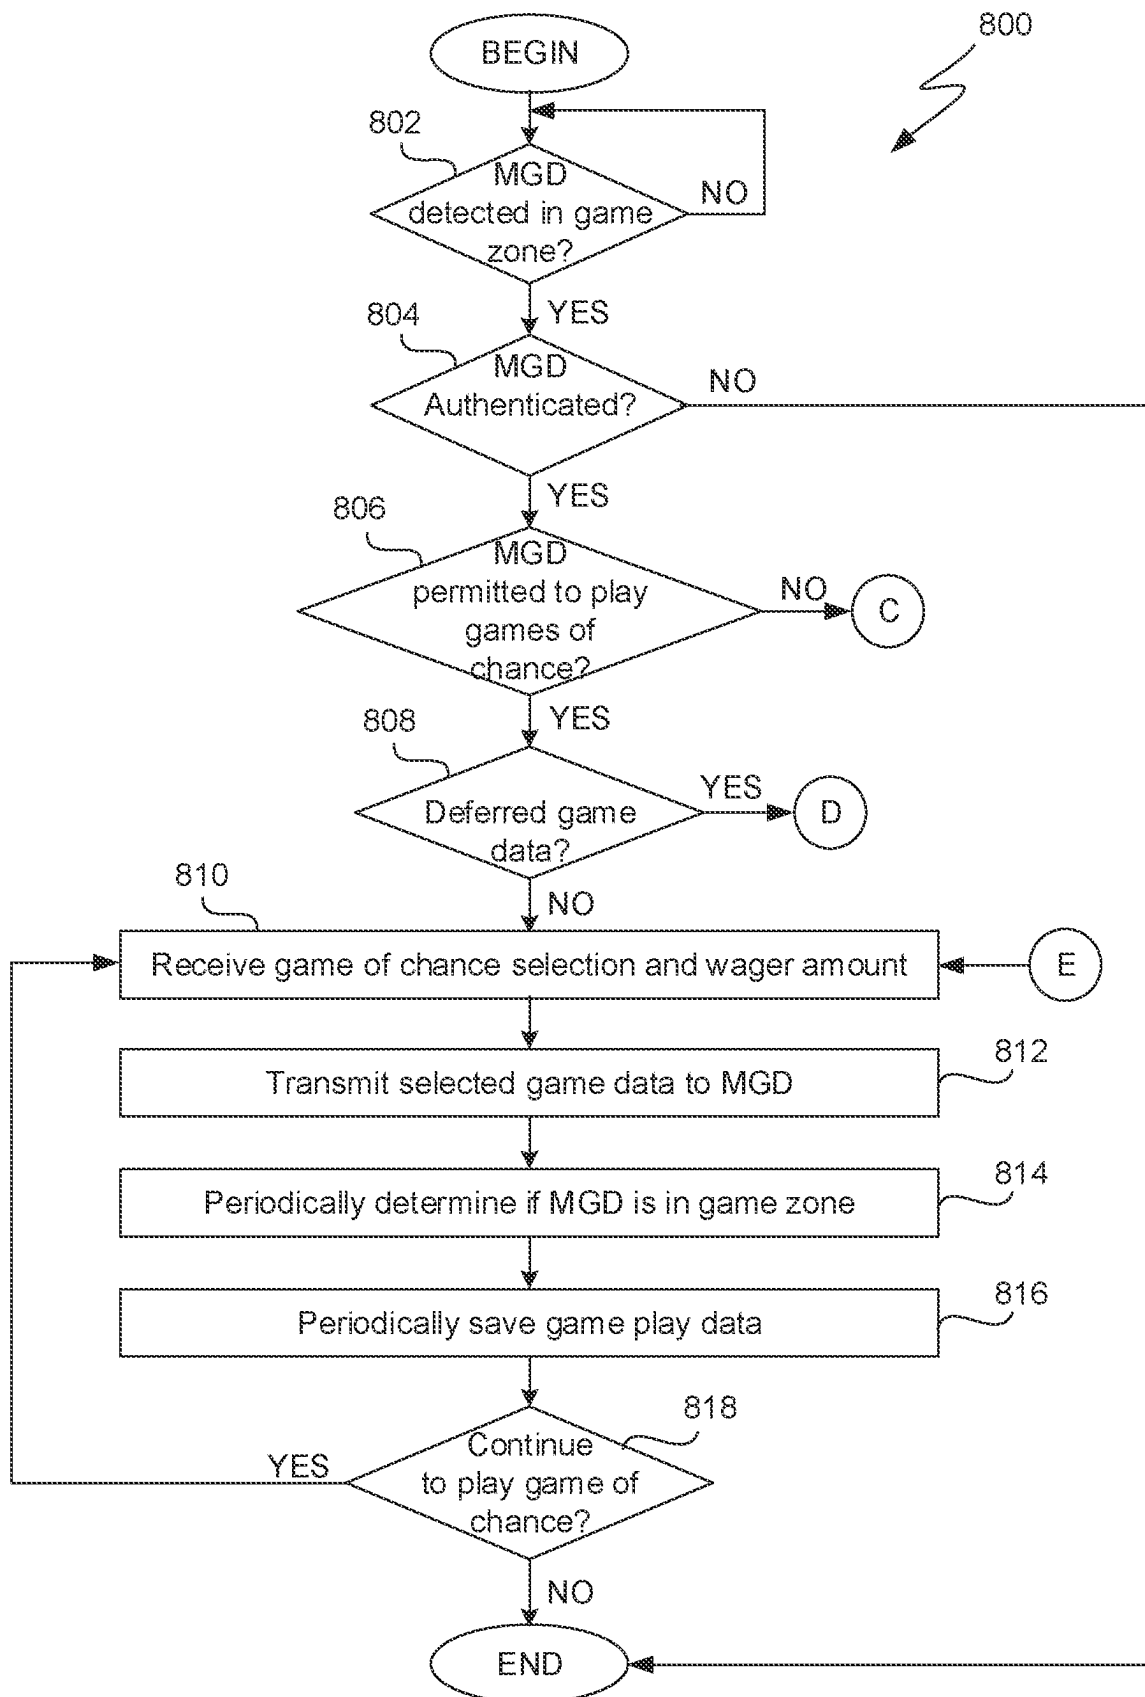 BEGIN
800
802
MGD
detected in game
zone?
NO
YES
804
MGD
Authenticated?
NO
YES
806
MGD
permitted to play
games of
chance?
NO
C
YES
808
Deferred game
data?
YES
D
NO
810
Receive game of chance selection and wager amount
E
Transmit selected game data to MGD
812
Periodically determine if MGD is in game zone
814
Periodically save game play data
816
818
Continue
to play game of
chance?
YES
NO
END